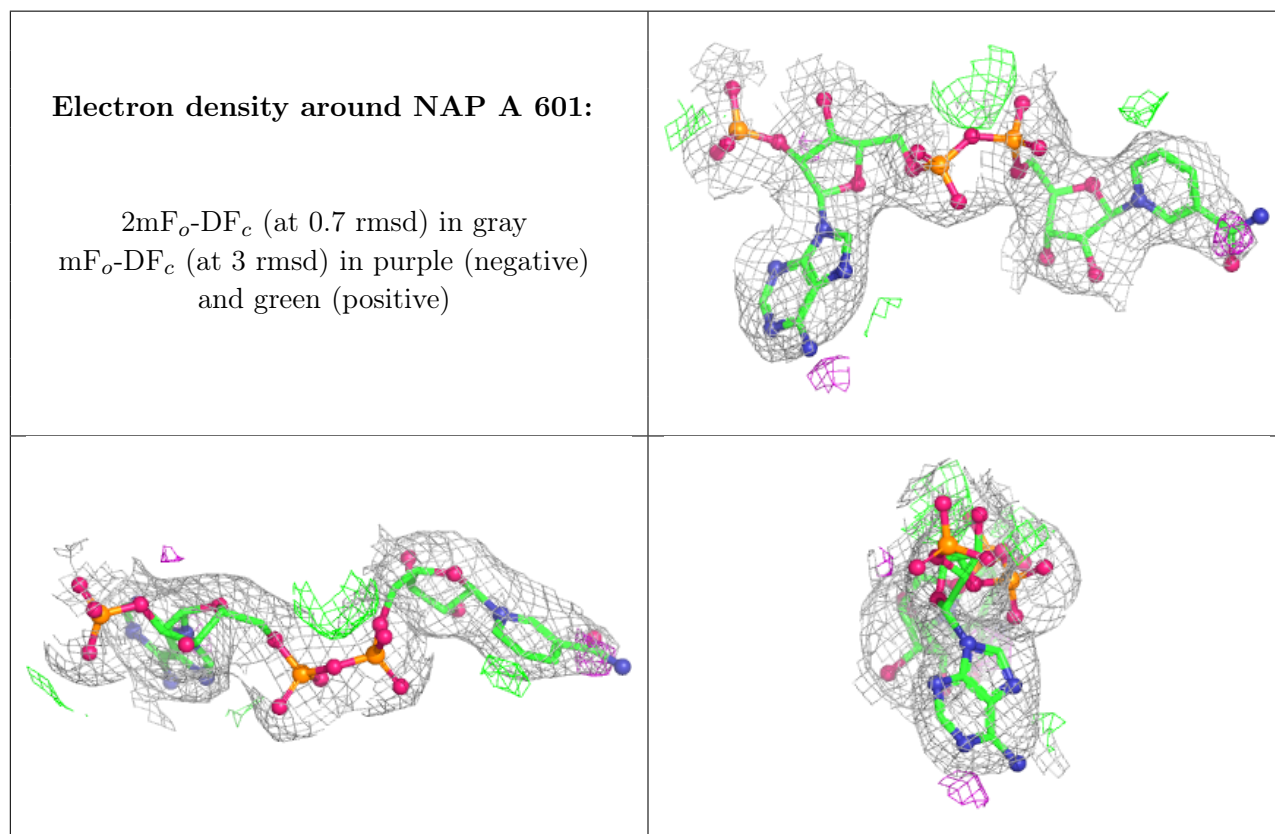 Electron density around NAP A 601:
2mFo-DFc (at 0.7 rmsd) in gray
mFo-DFc (at 3 rmsd) in purple (negative)
and green (positive)